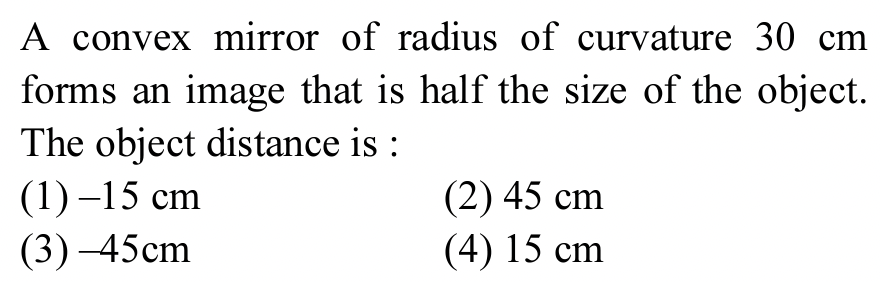 A convex mirror of radius of curvature 30 cm
forms an image that is half the size of the object.
The object distance is :
(1) –15 cm (2) 45 cm
(3) –45cm (4) 15 cm